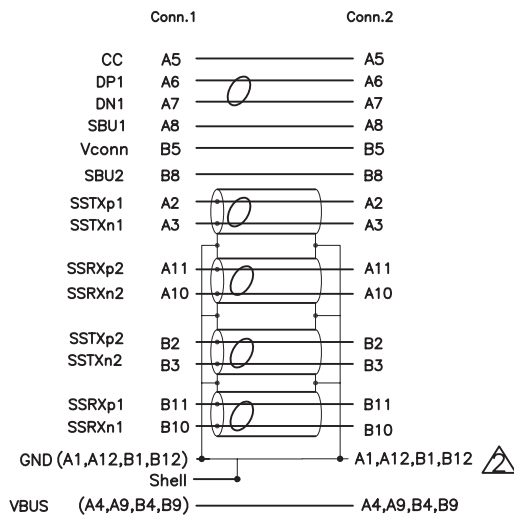 Conn.1 Conn.2
CC A5 A5
DP1 A6 A6
DN1 A7 A7
SBU1 A8 A8
Vconn B5 B5
SBU2 B8 B8
SSTXp1 A2 A2
SSTXn1 A3 A3
SSRXp2 A11 A11
SSRXn2 A10 A10
SSTXp2 B2 B2
SSTXn2 B3 B3
SSRXp1 B11 B11
SSRXn1 B10 B10
GND (A1,A12,B1,B12) A1,A12,B1,B12 2
Shell
VBUS (A4,A9,B4,B9) A4,A9,B4,B9